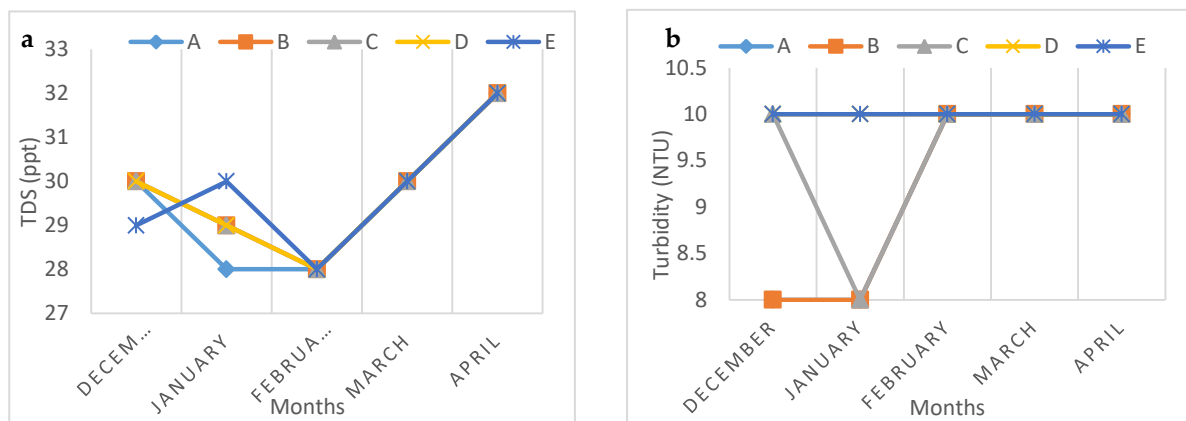 a
A B C D E
33
32
31
30
29
28
27
TDS (ppt)
DECEM...
JANUARY
FEBRUA...
MARCH
APRIL
Months
b
A B C D E
10.5
10
9.5
9
8.5
8
Turbidity (NTU)
DECEMBER
JANUARY
FEBRUARY
MARCH
APRIL
Months